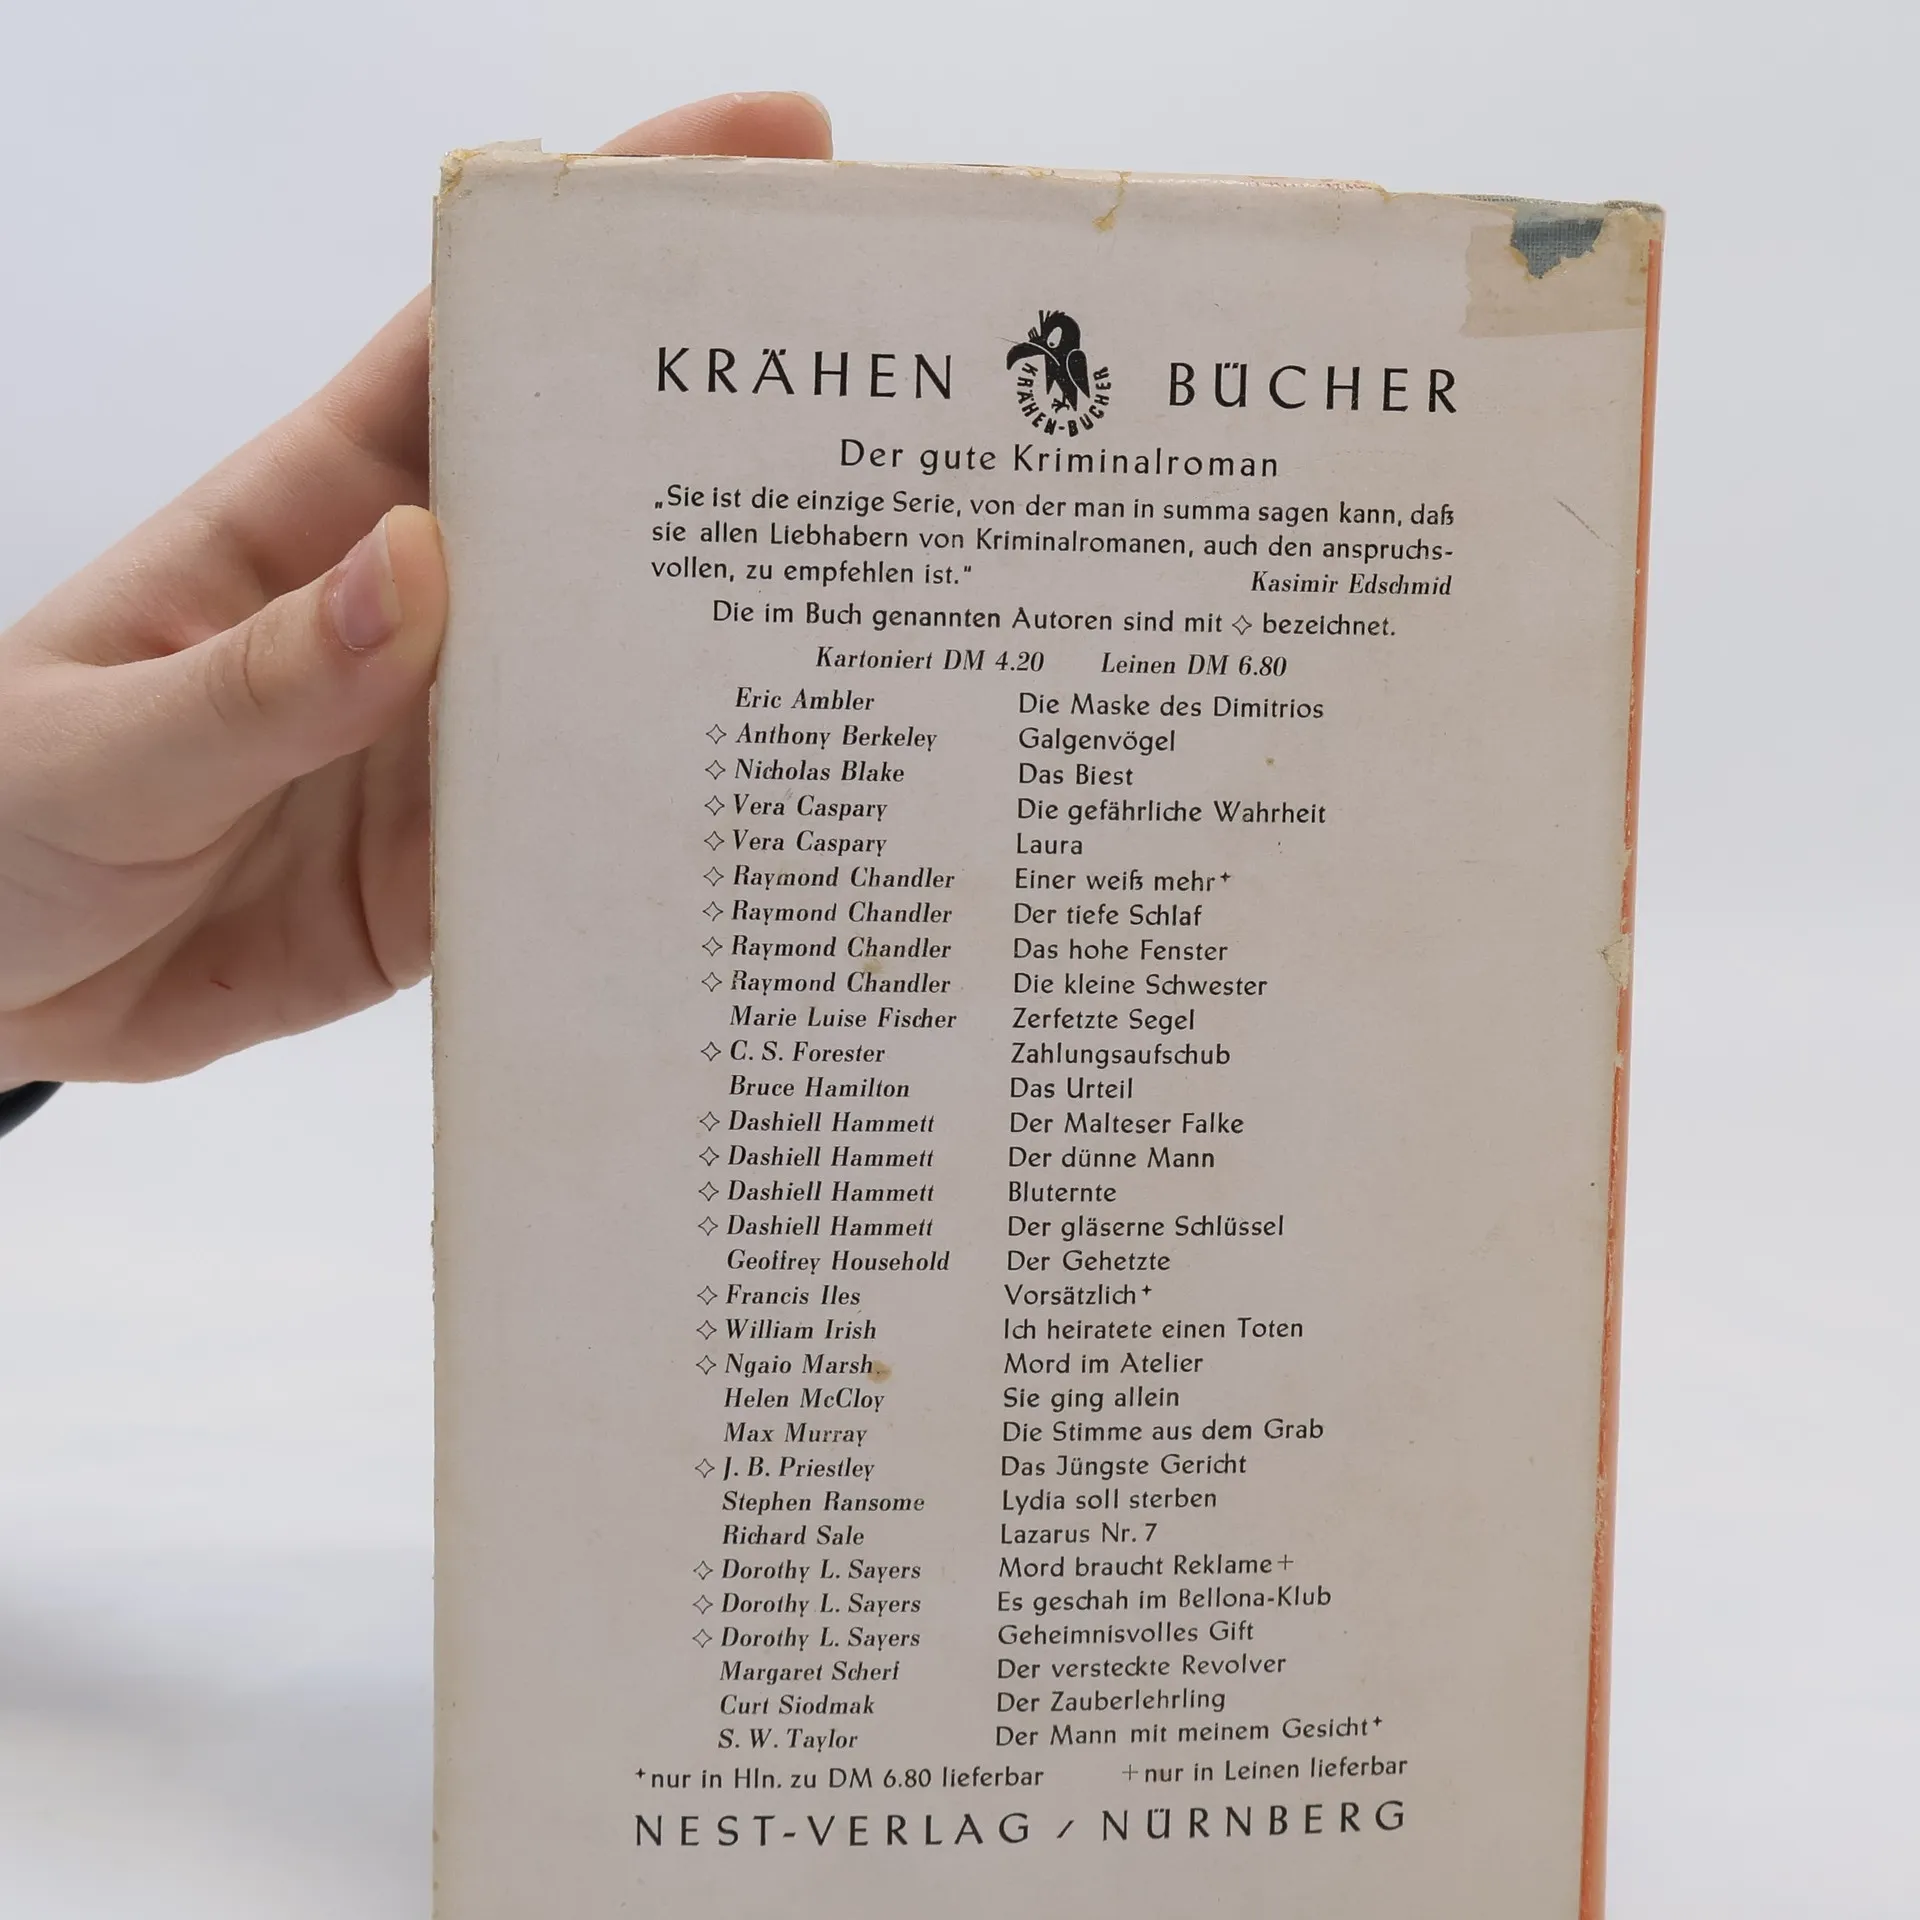 KRÄHEN BÜCHER
KRÄHEN-BÜCHER
Der gute Kriminalroman
„Sie ist die einzige Serie, von der man in summa sagen kann, daß
sie allen Liebhabern von Kriminalromanen, auch den anspruchs-
vollen, zu empfehlen ist."
Kasimir Edschmid
Die im Buch genannten Autoren sind mit ✧ bezeichnet.
Kartoniert DM 4.20 Leinen DM 6.80
Eric Ambler Die Maske des Dimitrios
✧ Anthony Berkeley Galgenvögel
✧ Nicholas Blake Das Biest
✧ Vera Caspary Die gefährliche Wahrheit
✧ Vera Caspary Laura
✧ Raymond Chandler Einer weiß mehr✦
✧ Raymond Chandler Der tiefe Schlaf
✧ Raymond Chandler Das hohe Fenster
✧ Raymond Chandler Die kleine Schwester
Marie Luise Fischer Zerfetzte Segel
✧ C. S. Forester Zahlungsaufschub
Bruce Hamilton Das Urteil
✧ Dashiell Hammett Der Malteser Falke
✧ Dashiell Hammett Der dünne Mann
✧ Dashiell Hammett Bluternte
✧ Dashiell Hammett Der gläserne Schlüssel
Geoffrey Household Der Gehetzte
✧ Francis Iles Vorsätzlich✦
✧ William Irish Ich heiratete einen Toten
✧ Ngaio Marsh Mord im Atelier
Helen McCloy Sie ging allein
Max Murray Die Stimme aus dem Grab
✧ J. B. Priestley Das Jüngste Gericht
Stephen Ransome Lydia soll sterben
Richard Sale Lazarus Nr. 7
✧ Dorothy L. Sayers Mord braucht Reklame+
✧ Dorothy L. Sayers Es geschah im Bellona-Klub
✧ Dorothy L. Sayers Geheimnisvolles Gift
Margaret Scherf Der versteckte Revolver
Curt Siodmak Der Zauberlehrling
S. W. Taylor Der Mann mit meinem Gesicht✦
✦nur in Hln. zu DM 6.80 lieferbar +nur in Leinen lieferbar
NEST-VERLAG / NÜRNBERG